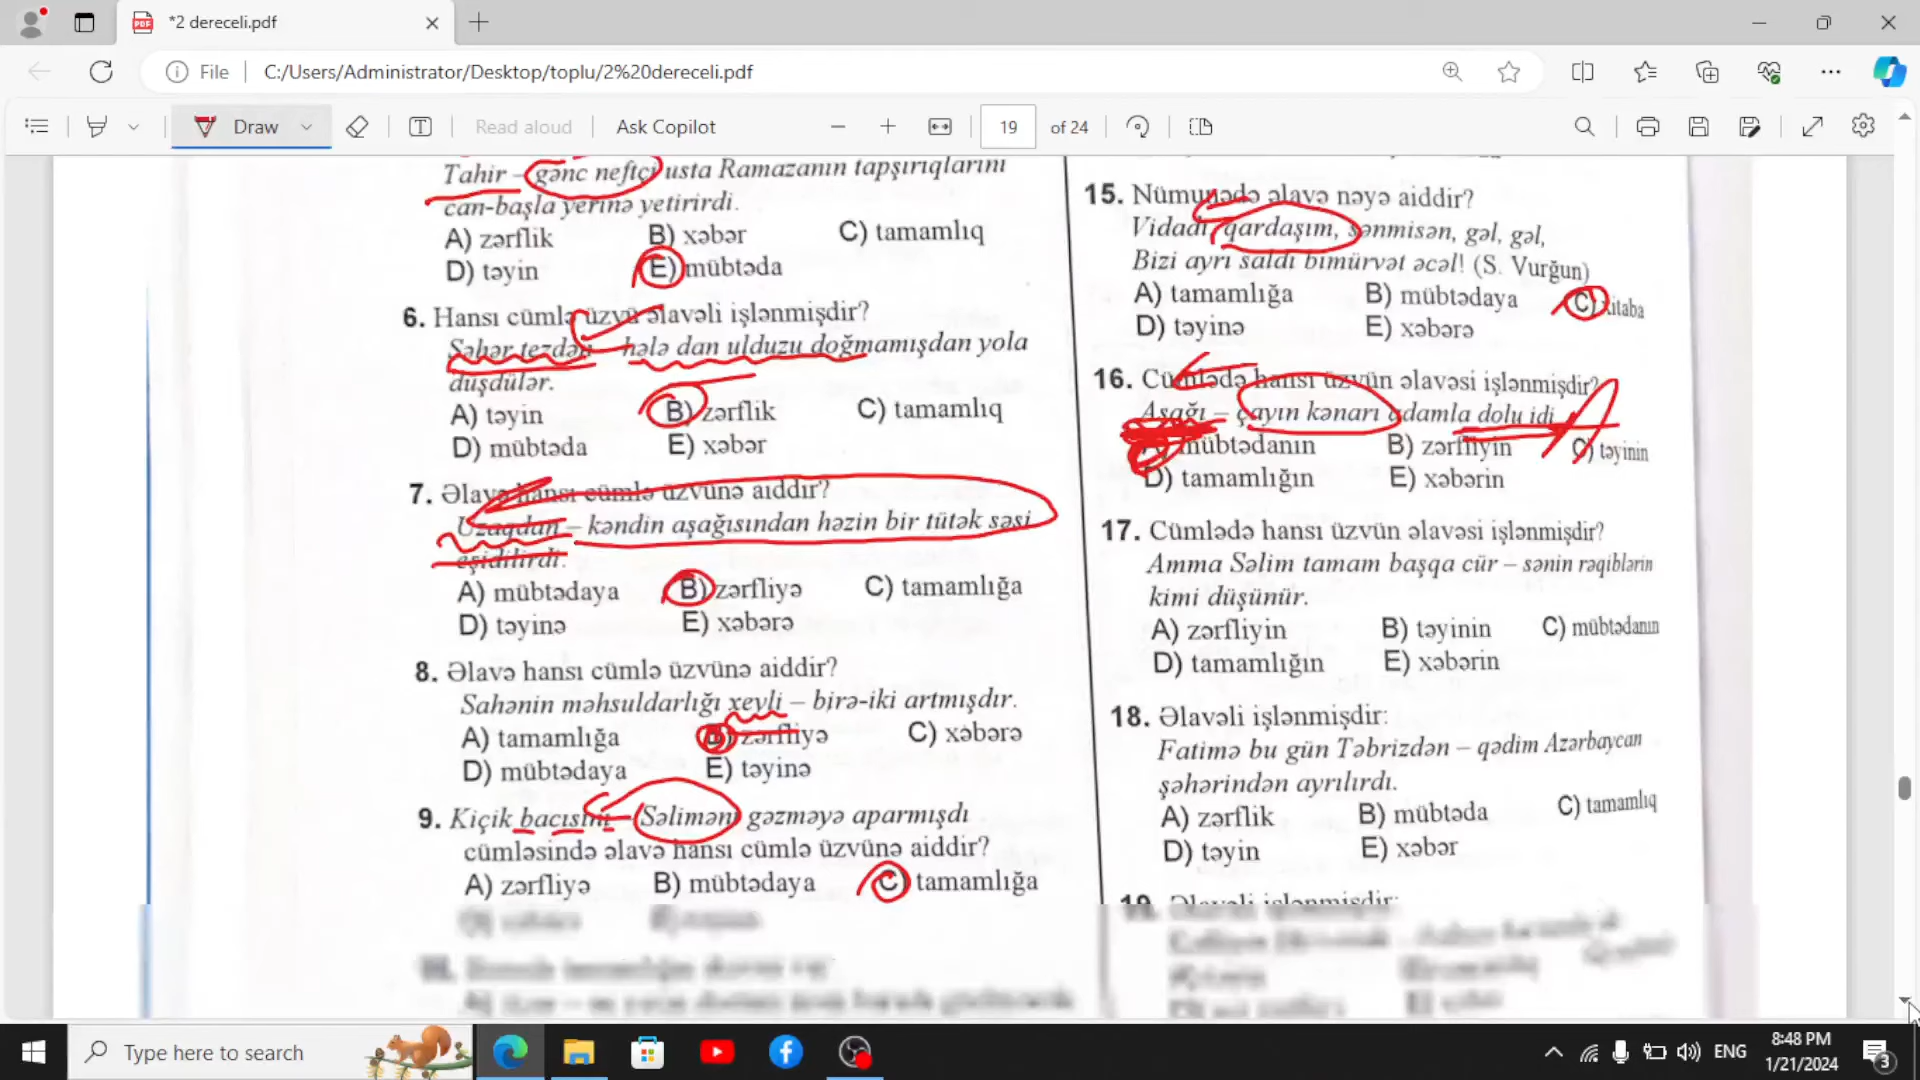 *2 dereceli.pdf
File
C:/Users/Administrator/Desktop/toplu/2%20dereceli.pdf
Draw
Read aloud
Ask Copilot
19
of 24
Tahir – gənc neftçi usta Ramazanın tapşırıqlarını
can-başla yerinə yetirirdi.
A) zərflik B) xəbər C) tamamlıq
D) təyin E) mübtəda
6. Hansı cümlə üzvü əlavəli işlənmişdir?
Səhər tezdən – hələ dan ulduzu doğmamışdan yola
düşdülər.
A) təyin B) zərflik C) tamamlıq
D) mübtəda E) xəbər
7. Əlavə hansı cümlə üzvünə aiddir?
Uzaqdan – kəndin aşağısından həzin bir tütək səsi
eşidilirdi.
A) mübtədaya B) zərfliyə C) tamamlığa
D) təyinə E) xəbərə
8. Əlavə hansı cümlə üzvünə aiddir?
Sahənin məhsuldarlığı xeyli – birə-iki artmışdır.
A) tamamlığa B) zərfliyə C) xəbərə
D) mübtədaya E) təyinə
9. Kiçik bacısını – Səliməni gəzməyə aparmışdı
cümləsində əlavə hansı cümlə üzvünə aiddir?
A) zərfliyə B) mübtədaya C) tamamlığa
15. Nümunədə əlavə nəyə aiddir?
Vidadi, qardaşım, sənmisən, gəl, gəl,
Bizi ayrı saldı bimürvət əcəl! (S. Vurğun)
A) tamamlığa B) mübtədaya C) xitaba
D) təyinə E) xəbərə
16. Cümlədə hansı üzvün əlavəsi işlənmişdir?
Aşağı – çayın kənarı adamla dolu idi
mübtədanın B) zərfliyin C) təyinin
D) tamamlığın E) xəbərin
17. Cümlədə hansı üzvün əlavəsi işlənmişdir?
Amma Səlim tamam başqa cür – sənin rəqiblərin
kimi düşünür.
A) zərfliyin B) təyinin C) mübtədanın
D) tamamlığın E) xəbərin
18. Əlavəli işlənmişdir:
Fatimə bu gün Təbrizdən – qədim Azərbaycan
şəhərindən ayrılırdı.
A) zərflik B) mübtəda C) tamamlıq
D) təyin E) xəbər
19. Əlavəli işlənmişdir:
Type here to search
ENG
8:48 PM
1/21/2024
3